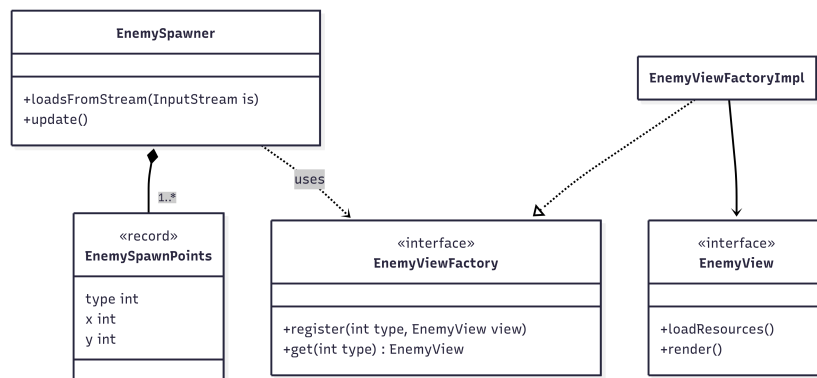 EnemySpawner
+loadsFromStream(InputStream is)
+update()
EnemyViewFactoryImpl
uses
1..*
«record»
EnemySpawnPoints
type int
x int
y int
«interface»
EnemyViewFactory
+register(int type, EnemyView view)
+get(int type) : EnemyView
«interface»
EnemyView
+loadResources()
+render()